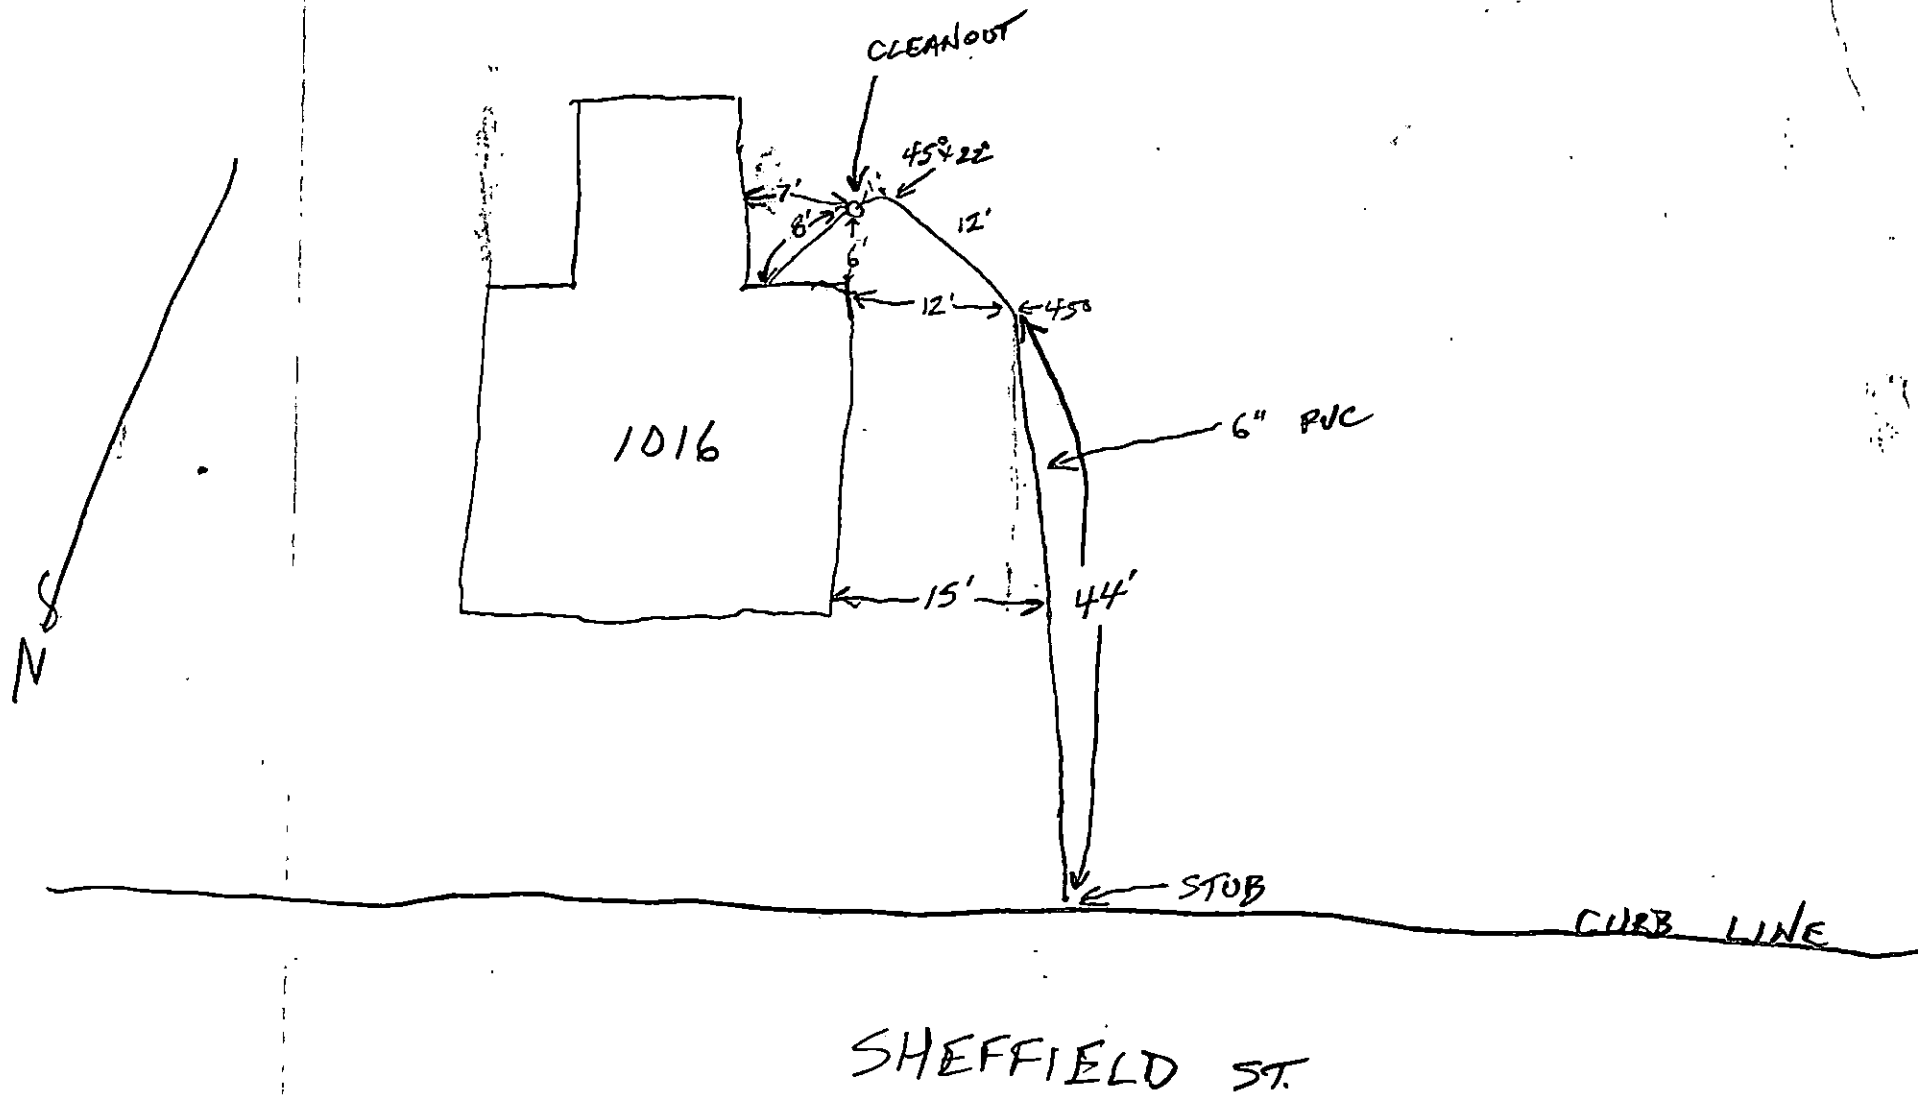 CLEANOUT
45° & 22°
7'
1'
8'
12'
6'
12'
45°
6" PVC
1016
15'
44'
N
STUB
CURB LINE
SHEFFIELD ST.